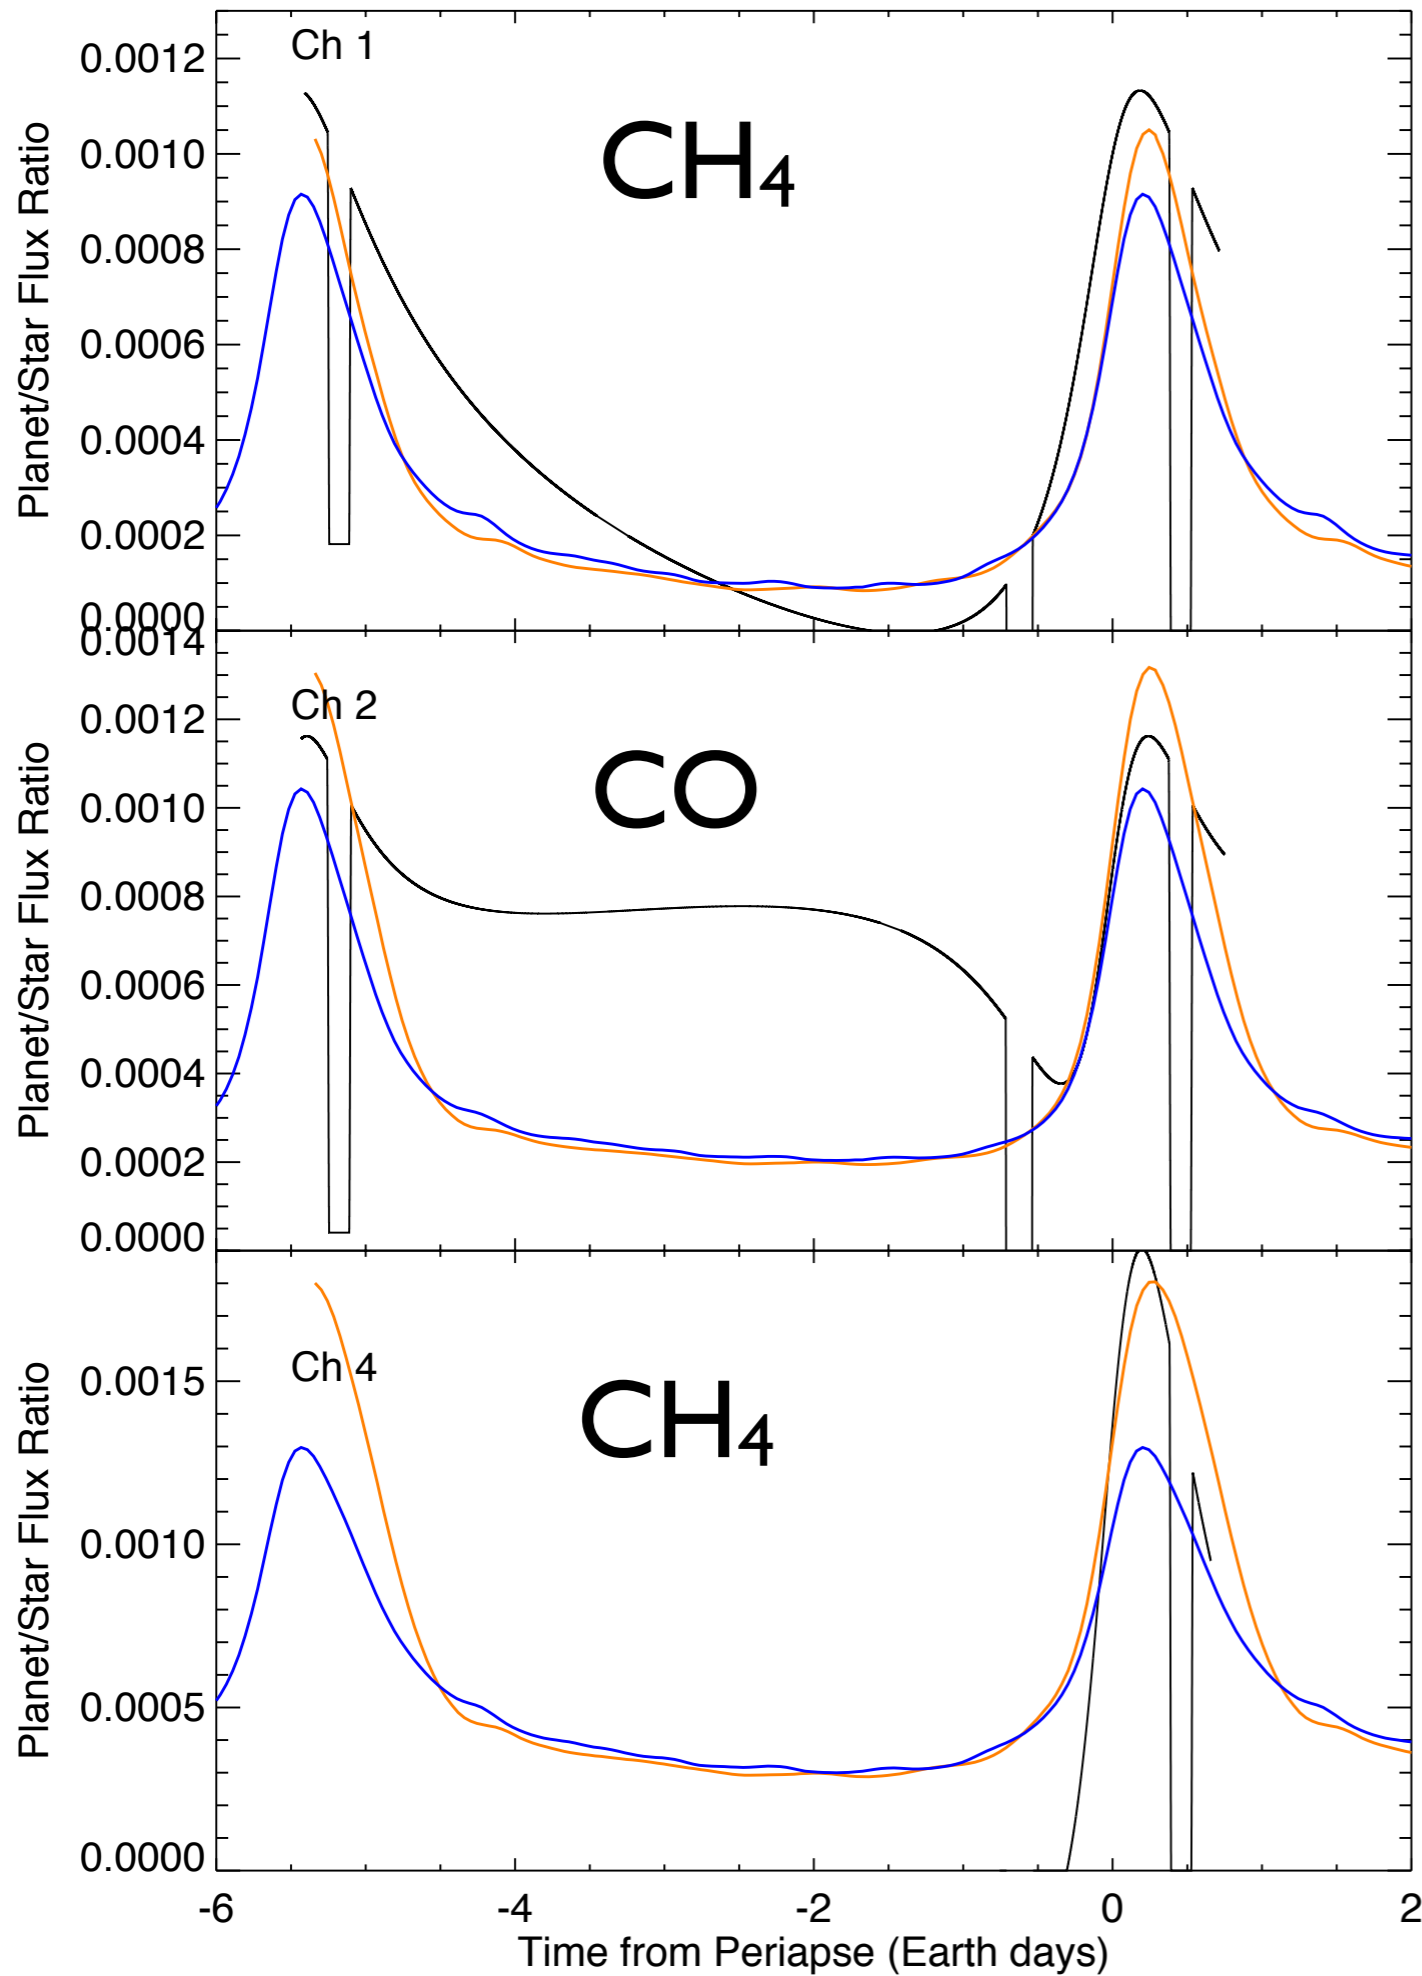 Ch 1
CH₄
0.0012
0.0010
0.0008
0.0006
0.0004
0.0002
0.0000
Planet/Star Flux Ratio
0.0014
Ch 2
CO
0.0012
0.0010
0.0008
0.0006
0.0004
0.0002
0.0000
Planet/Star Flux Ratio
Ch 4
CH₄
0.0015
0.0010
0.0005
0.0000
Planet/Star Flux Ratio
-6 -4 -2 0 2
Time from Periapse (Earth days)